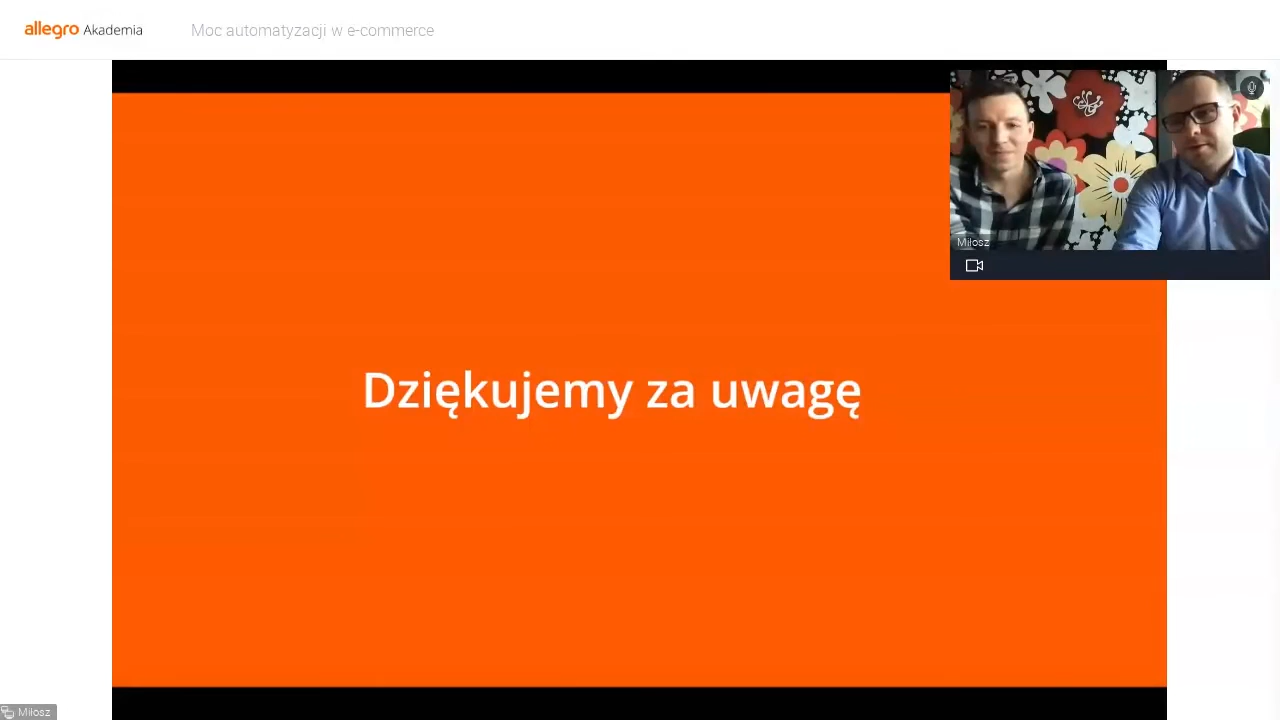 allegro Akademia
Moc automatyzacji w e-commerce
Miłosz
Dziękujemy za uwagę
Miłosz